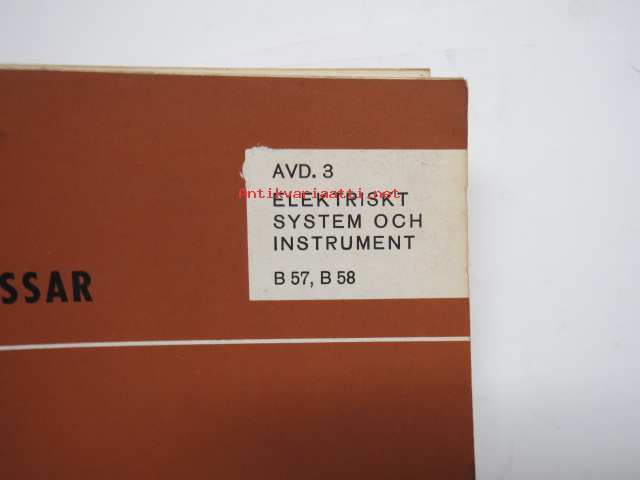 AVD. 3
Antikvariaatti.net
ELEKTRISKT
SYSTEM OCH
INSTRUMENT
B 57, B 58
SSAR